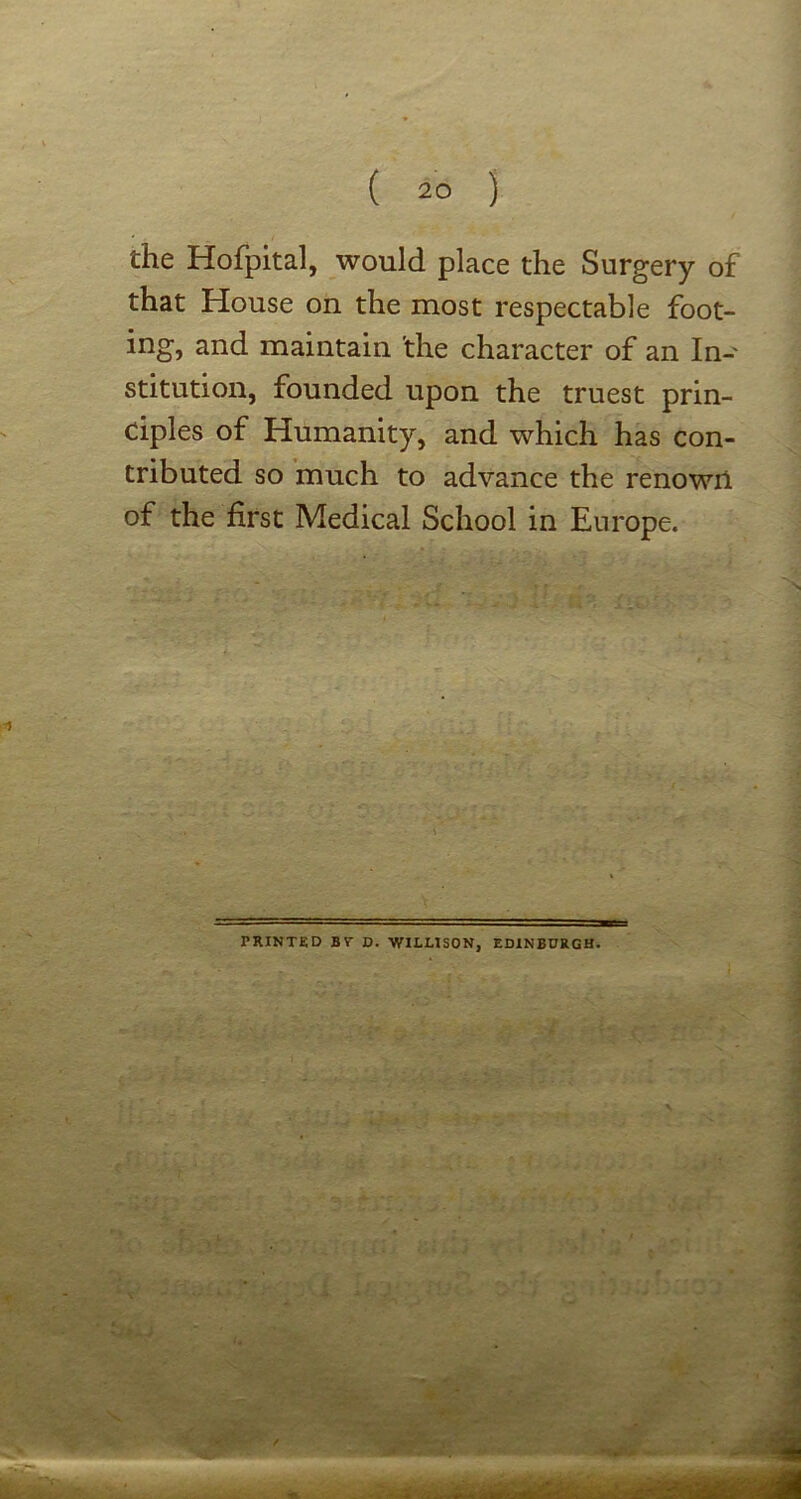 ( 20 )
the Hoſpital, would place the Surgery of
that House on the most respectable foot-
ing, and maintain the character of an In-
stitution, founded upon the truest prin-
ciples of Humanity, and which has con-
tributed so much to advance the renown
of the first Medical School in Europe.
PRINTED BY D. WILLISON, EDINBURGH.